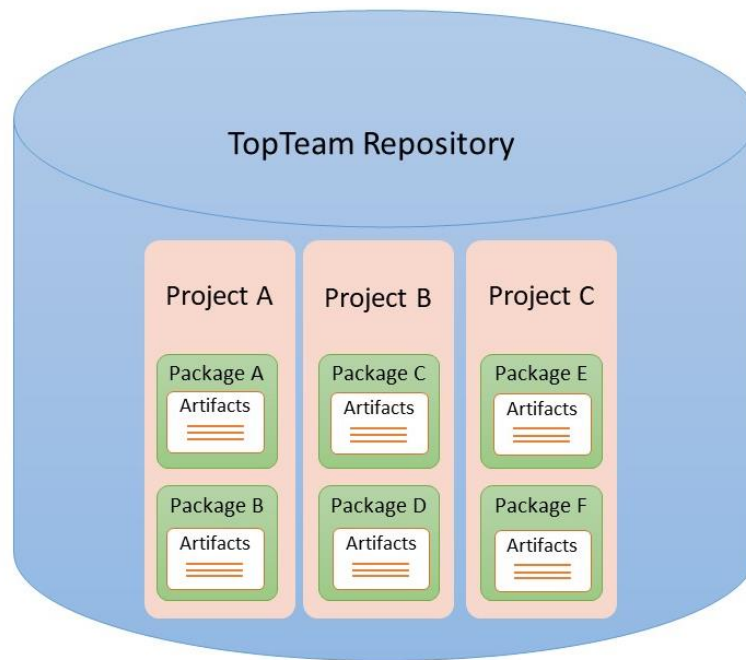 TopTeam Repository
Project A
Project B
Project C
Package A
Artifacts
Package C
Artifacts
Package E
Artifacts
Package B
Artifacts
Package D
Artifacts
Package F
Artifacts